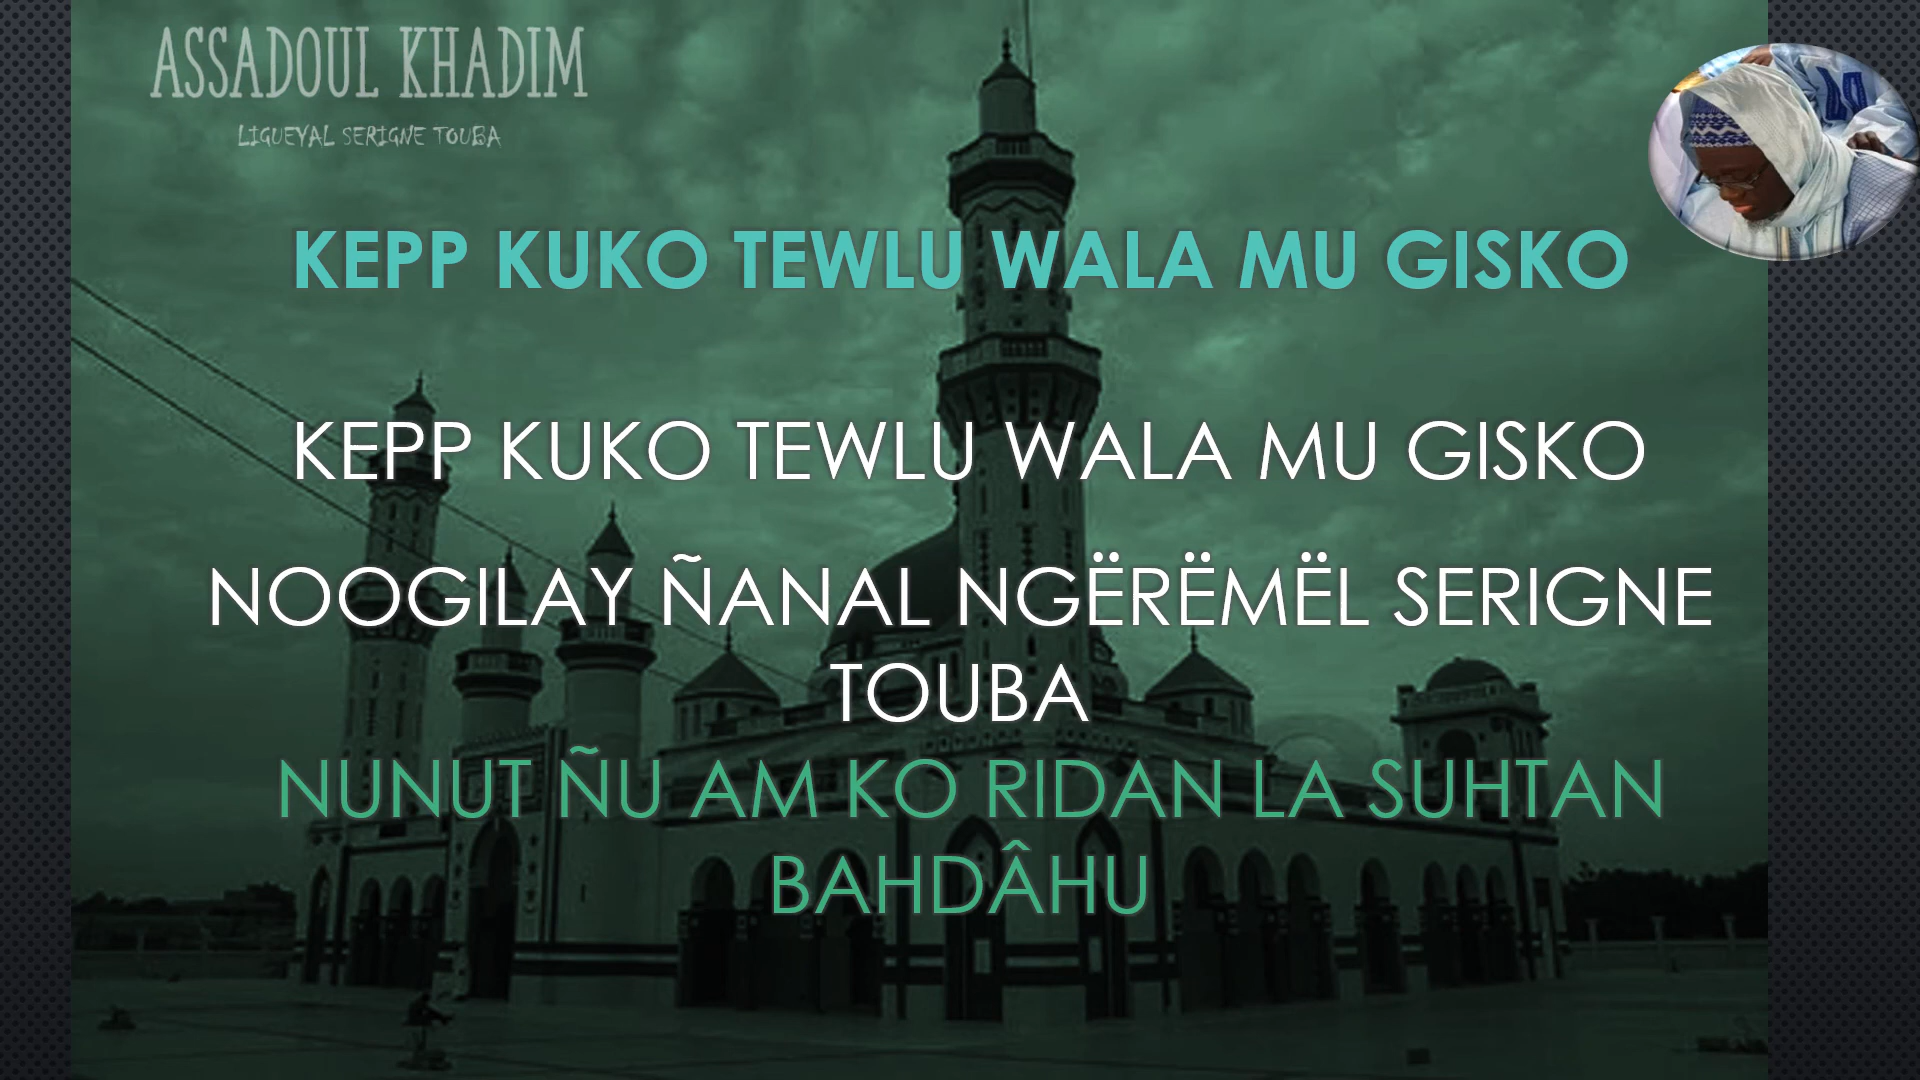 ASSADOUL KHADIM
LIGUEYAL SERIGNE TOUBA
KEPP KUKO TEWLU WALA MU GISKO
KEPP KUKO TEWLU WALA MU GISKO
NOOGILAY ÑANAL NGËRËMËL SERIGNE
TOUBA
NUNUT ÑU AM KO RIDAN LA SUHTAN
BAHDÂHU